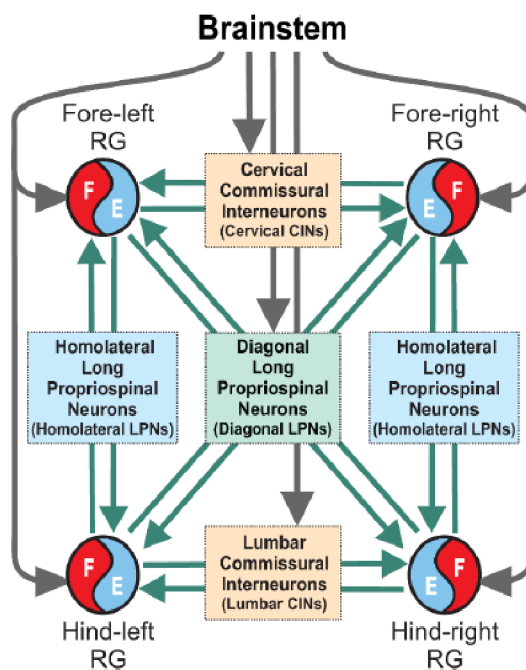 Brainstem
Fore-left
RG
Fore-right
RG
F
E
Cervical
Commissural
Interneurons
(Cervical CINs)
E
F
Homolateral
Long
Propriospinal
Neurons
(Homolateral LPNs)
Diagonal
Long
Propriospinal
Neurons
(Diagonal LPNs)
Homolateral
Long
Propriospinal
Neurons
(Homolateral LPNs)
F
E
Lumbar
Commissural
Interneurons
(Lumbar CINs)
E
F
Hind-left
RG
Hind-right
RG